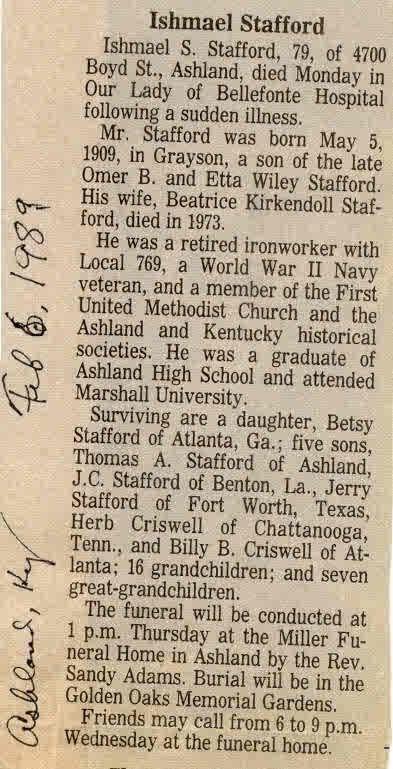 Ishmael Stafford
Ishmael S. Stafford, 79, of 4700
Boyd St., Ashland, died Monday in
Our Lady of Bellefonte Hospital
following a sudden illness.
Mr. Stafford was born May 5,
1909, in Grayson, a son of the late
Omer B. and Etta Wiley Stafford.
His wife, Beatrice Kirkendoll Staf-
ford, died in 1973.
He was a retired ironworker with
Local 769, a World War II Navy
veteran, and a member of the First
United Methodist Church and the
Ashland and Kentucky historical
societies. He was a graduate of
Ashland High School and attended
Marshall University.
Surviving are a daughter, Betsy
Stafford of Atlanta, Ga.; five sons,
Thomas A. Stafford of Ashland,
J.C. Stafford of Benton, La., Jerry
Stafford of Fort Worth, Texas,
Herb Criswell of Chattanooga,
Tenn., and Billy B. Criswell of At-
lanta; 16 grandchildren; and seven
great-grandchildren.
The funeral will be conducted at
1 p.m. Thursday at the Miller Fu-
neral Home in Ashland by the Rev.
Sandy Adams. Burial will be in the
Golden Oaks Memorial Gardens.
Friends may call from 6 to 9 p.m.
Wednesday at the funeral home.
Ashland, Ky
Feb 6, 1989